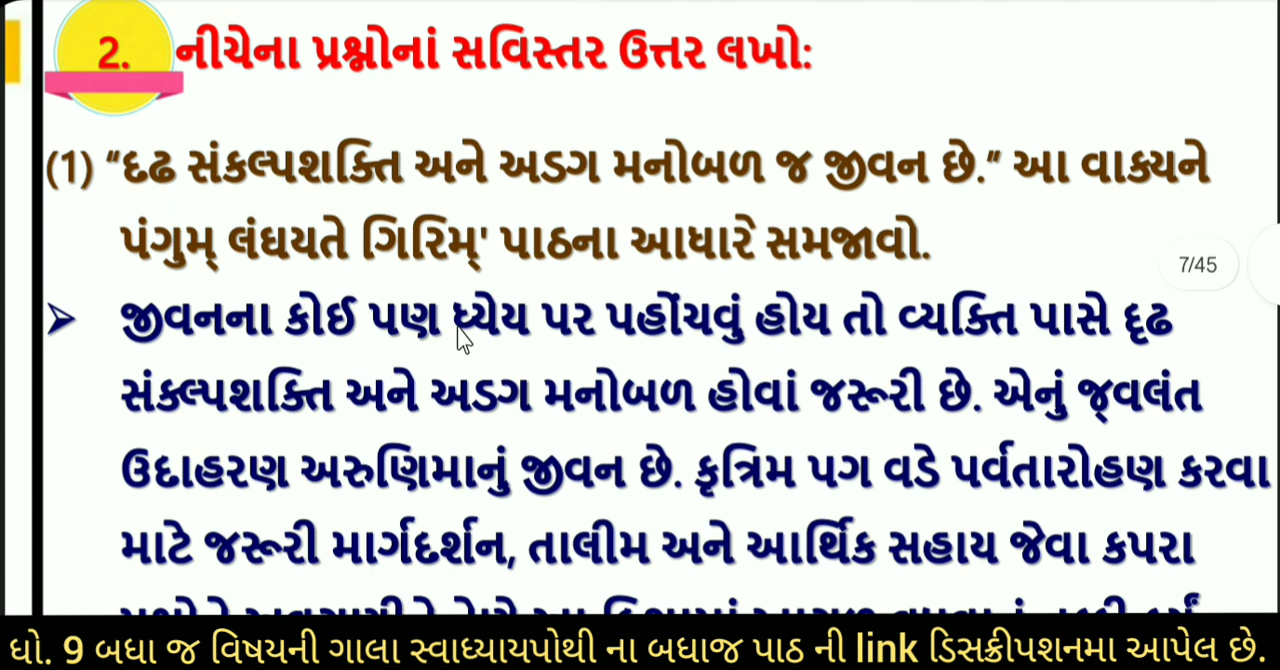 2. નીચેના પ્રશ્નોનાં સવિસ્તર ઉત્તર લખો:
(1) “દઢ સંકલ્પશક્તિ અને અડગ મનોબળ જ જીવન છે.” આ વાક્યને
પંગુમ્ લંઘયતે ગિરિમ્' પાઠના આધારે સમજાવો.
7/45
➢ જીવનના કોઈ પણ ધ્યેય પર પહોંચવું હોય તો વ્યક્તિ પાસે દૃઢ
સંકલ્પશક્તિ અને અડગ મનોબળ હોવાં જરૂરી છે. એનું જ્વલંત
ઉદાહરણ અરુણિમાનું જીવન છે. કૃત્રિમ પગ વડે પર્વતારોહણ કરવા
માટે જરૂરી માર્ગદર્શન, તાલીમ અને આર્થિક સહાય જેવા કપરા
ધો. 9 બધા જ વિષયની ગાલા સ્વાધ્યાયપોથી ના બધાજ પાઠ ની link ડિસક્રીપશનમા આપેલ છે.